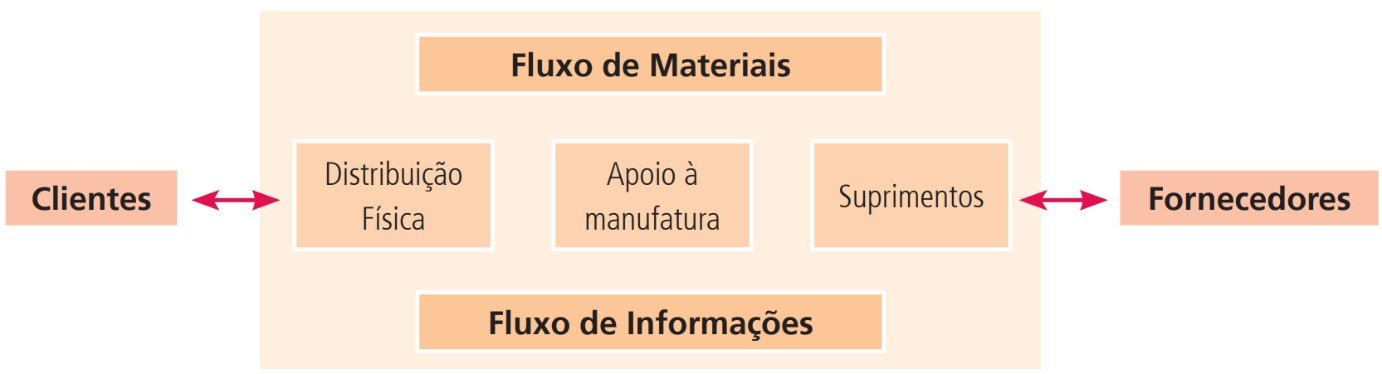 Fluxo de Materiais
Clientes
Distribuição
Física
Apoio à
manufatura
Suprimentos
Fornecedores
Fluxo de Informações